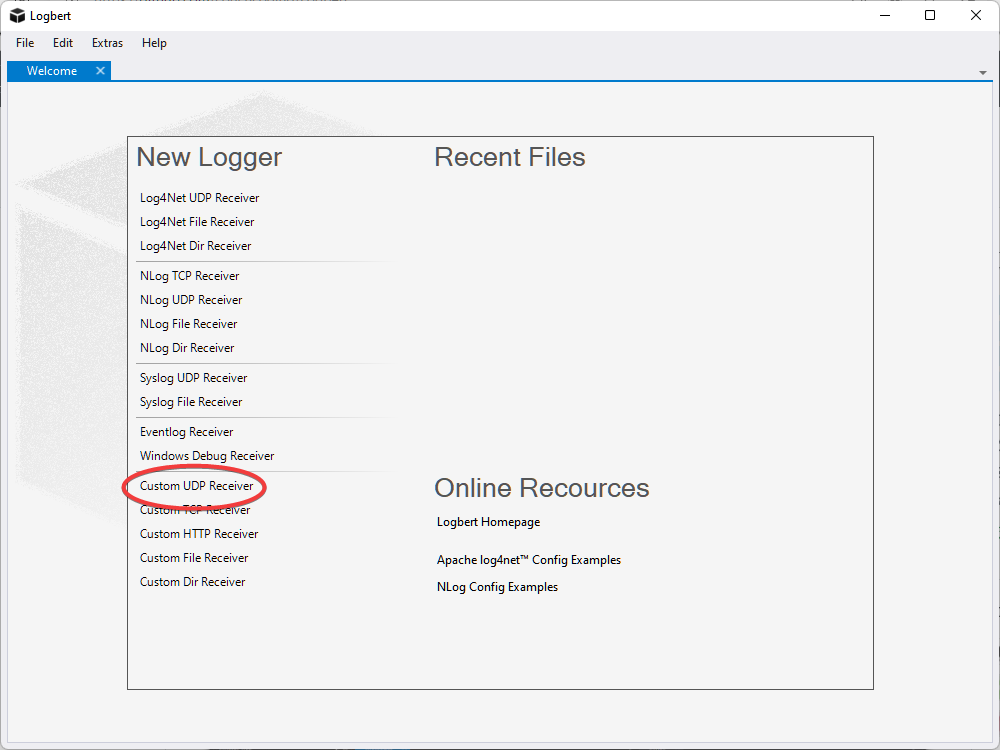 Logbert
File Edit Extras Help
Welcome
New Logger
Log4Net UDP Receiver
Log4Net File Receiver
Log4Net Dir Receiver
NLog TCP Receiver
NLog UDP Receiver
NLog File Receiver
NLog Dir Receiver
Syslog UDP Receiver
Syslog File Receiver
Eventlog Receiver
Windows Debug Receiver
Custom UDP Receiver
Custom TCP Receiver
Custom HTTP Receiver
Custom File Receiver
Custom Dir Receiver
Recent Files
Online Recources
Logbert Homepage
Apache log4net™ Config Examples
NLog Config Examples